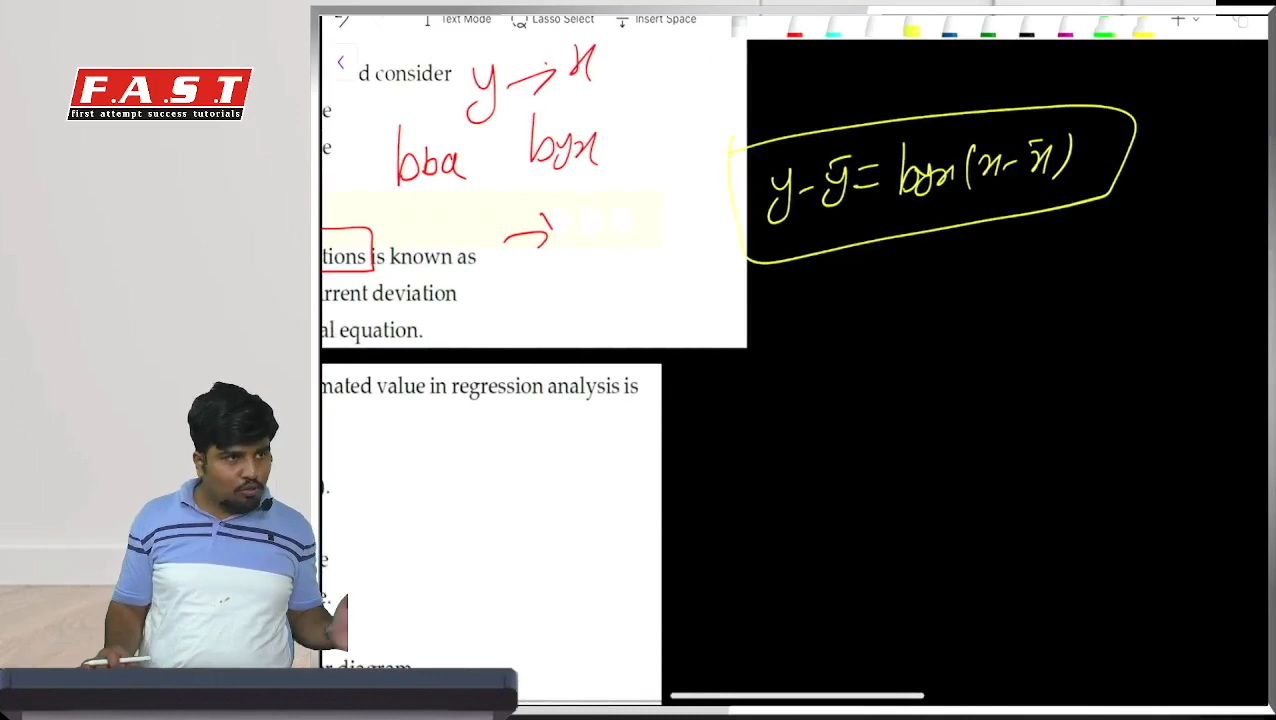 Text Mode Lasso Select Insert Space
F.A.S.T
first attempt success tutorials
d consider
y → x
e
e
bba byx
y - ȳ = byx (x - x̄)
tions is known as
rrent deviation
al equation.
mated value in regression analysis is
).
e
e.
r diagram